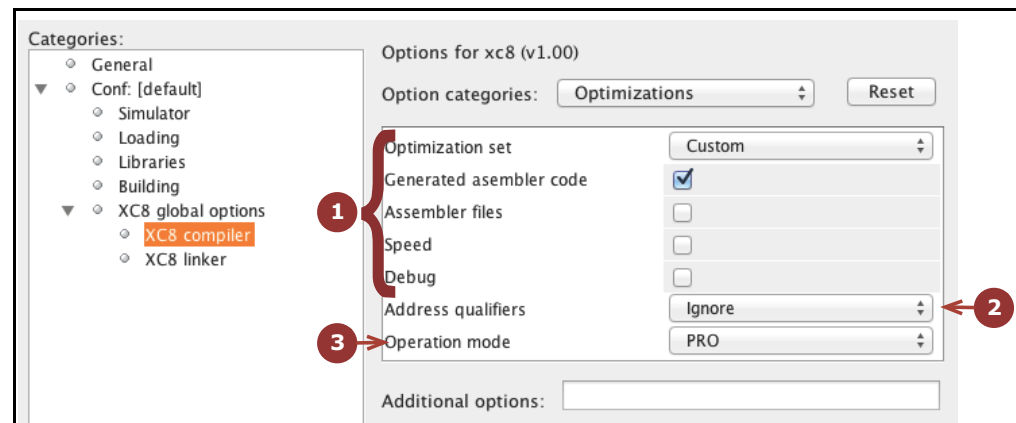 Categories:
General
Conf: [default]
Simulator
Loading
Libraries
Building
XC8 global options
XC8 compiler
XC8 linker
Options for xc8 (v1.00)
Option categories: Optimizations Reset
Optimization set Custom
Generated asembler code
1 Assembler files
Speed
Debug
Address qualifiers Ignore 2
3 Operation mode PRO
Additional options: